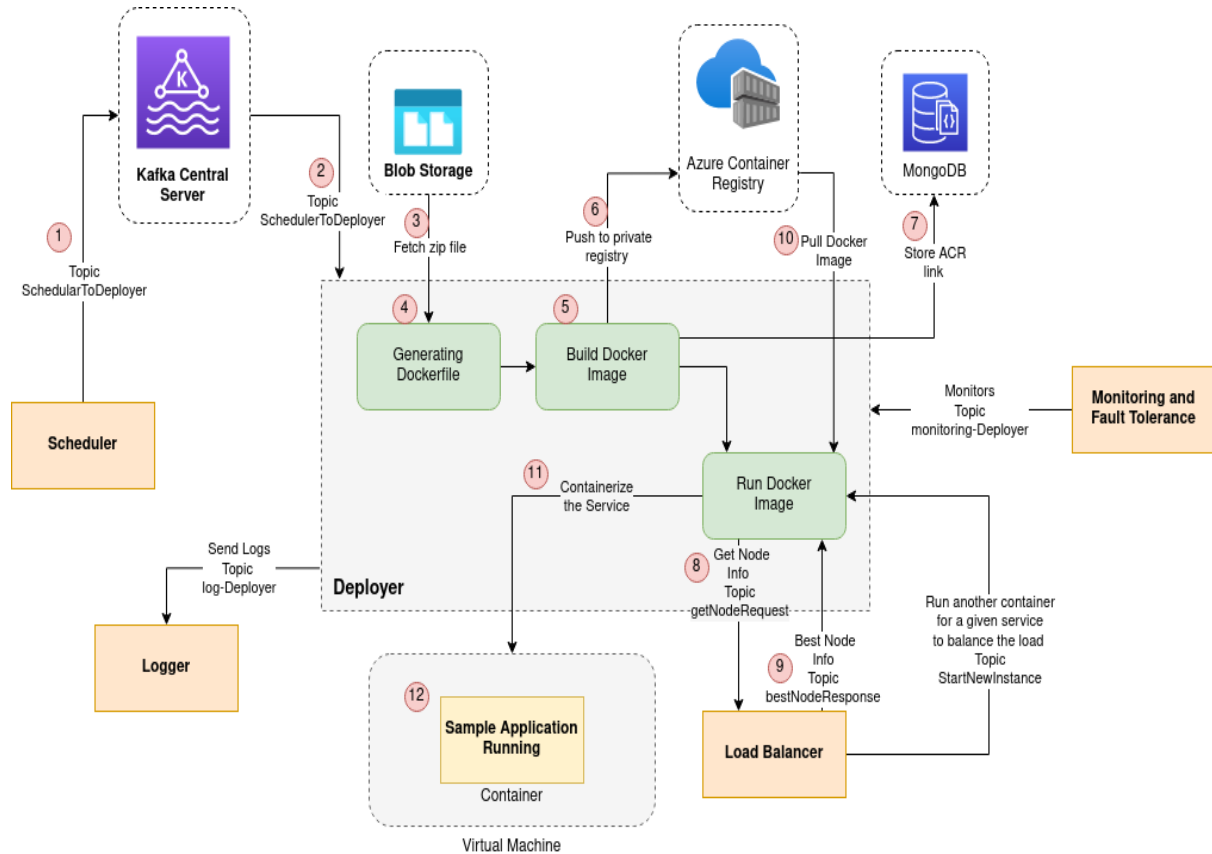 K
Kafka Central
Server
Blob Storage
Azure Container
Registry
MongoDB
1
Topic
SchedularToDeployer
2
Topic
SchedulerToDeployer
3
Fetch zip file
6
Push to private
registry
10
Pull Docker
Image
7
Store ACR
link
4
Generating
Dockerfile
5
Build Docker
Image
Scheduler
Monitors
Topic
monitoring-Deployer
Monitoring and
Fault Tolerance
11
Containerize
the Service
Run Docker
Image
Send Logs
Topic
log-Deployer
Deployer
8
Get Node
Info
Topic
getNodeRequest
9
Best Node
Info
Topic
bestNodeResponse
Run another container
for a given service
to balance the load
Topic
StartNewInstance
Logger
12
Sample Application
Running
Container
Virtual Machine
Load Balancer